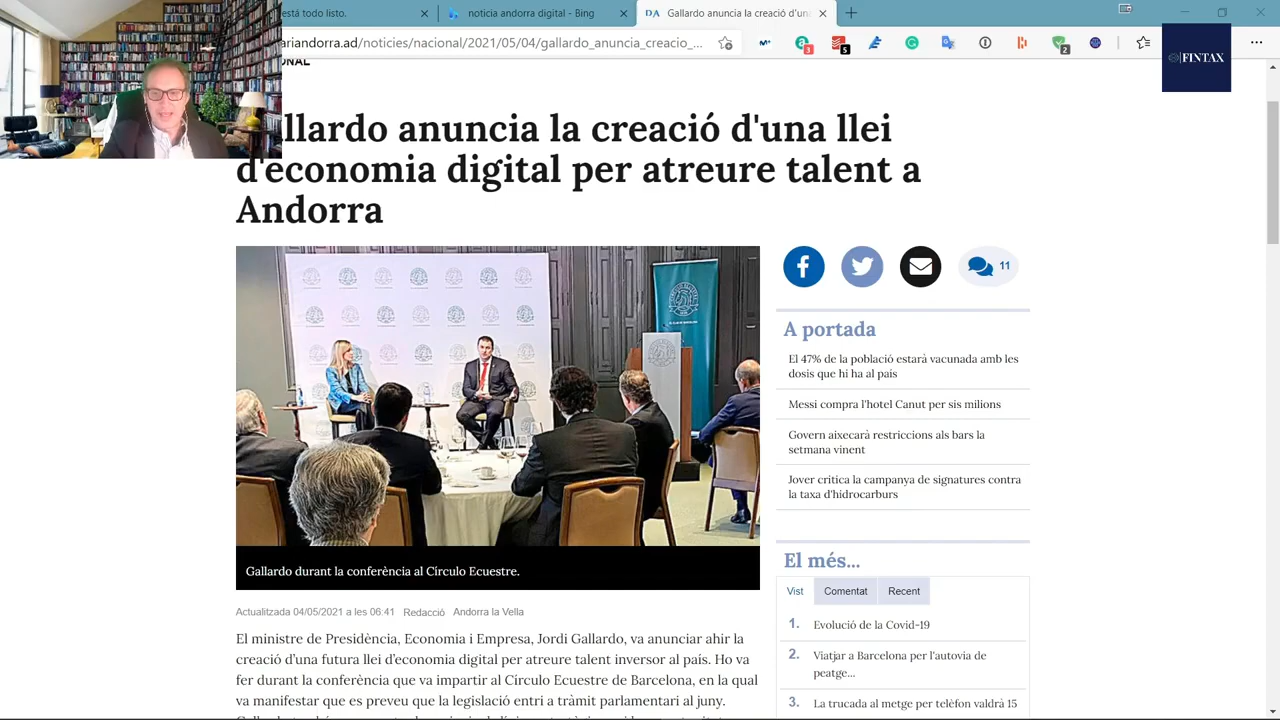 està todo listo.
noticia andorra digital - Bing
DA
Gallardo anuncia la creació d'un
ariandorra.ad/noticies/nacional/2021/05/04/gallardo_anuncia_creacio_...
3
5
2
FINTAX
llardo anuncia la creació d'una llei
d'economia digital per atreure talent a
Andorra
11
A portada
El 47% de la població estarà vacunada amb les
dosis que hi ha al país
Messi compra l'hotel Canut per sis milions
Govern aixecarà restriccions als bars la
setmana vinent
Jover critica la campanya de signatures contra
la taxa d'hidrocarburs
El més...
Vist
Comentat
Recent
1. Evolució de la Covid-19
2. Viatjar a Barcelona per l'autovia de
peatge...
3. La trucada al metge per telèfon valdrà 15
Gallardo durant la conferència al Círculo Ecuestre.
Actualitzada 04/05/2021 a les 06:41 Redacció Andorra la Vella
El ministre de Presidència, Economia i Empresa, Jordi Gallardo, va anunciar ahir la
creació d'una futura llei d'economia digital per atreure talent inversor al país. Ho va
fer durant la conferència que va impartir al Círculo Ecuestre de Barcelona, en la qual
va manifestar que es preveu que la legislació entri a tràmit parlamentari al juny.